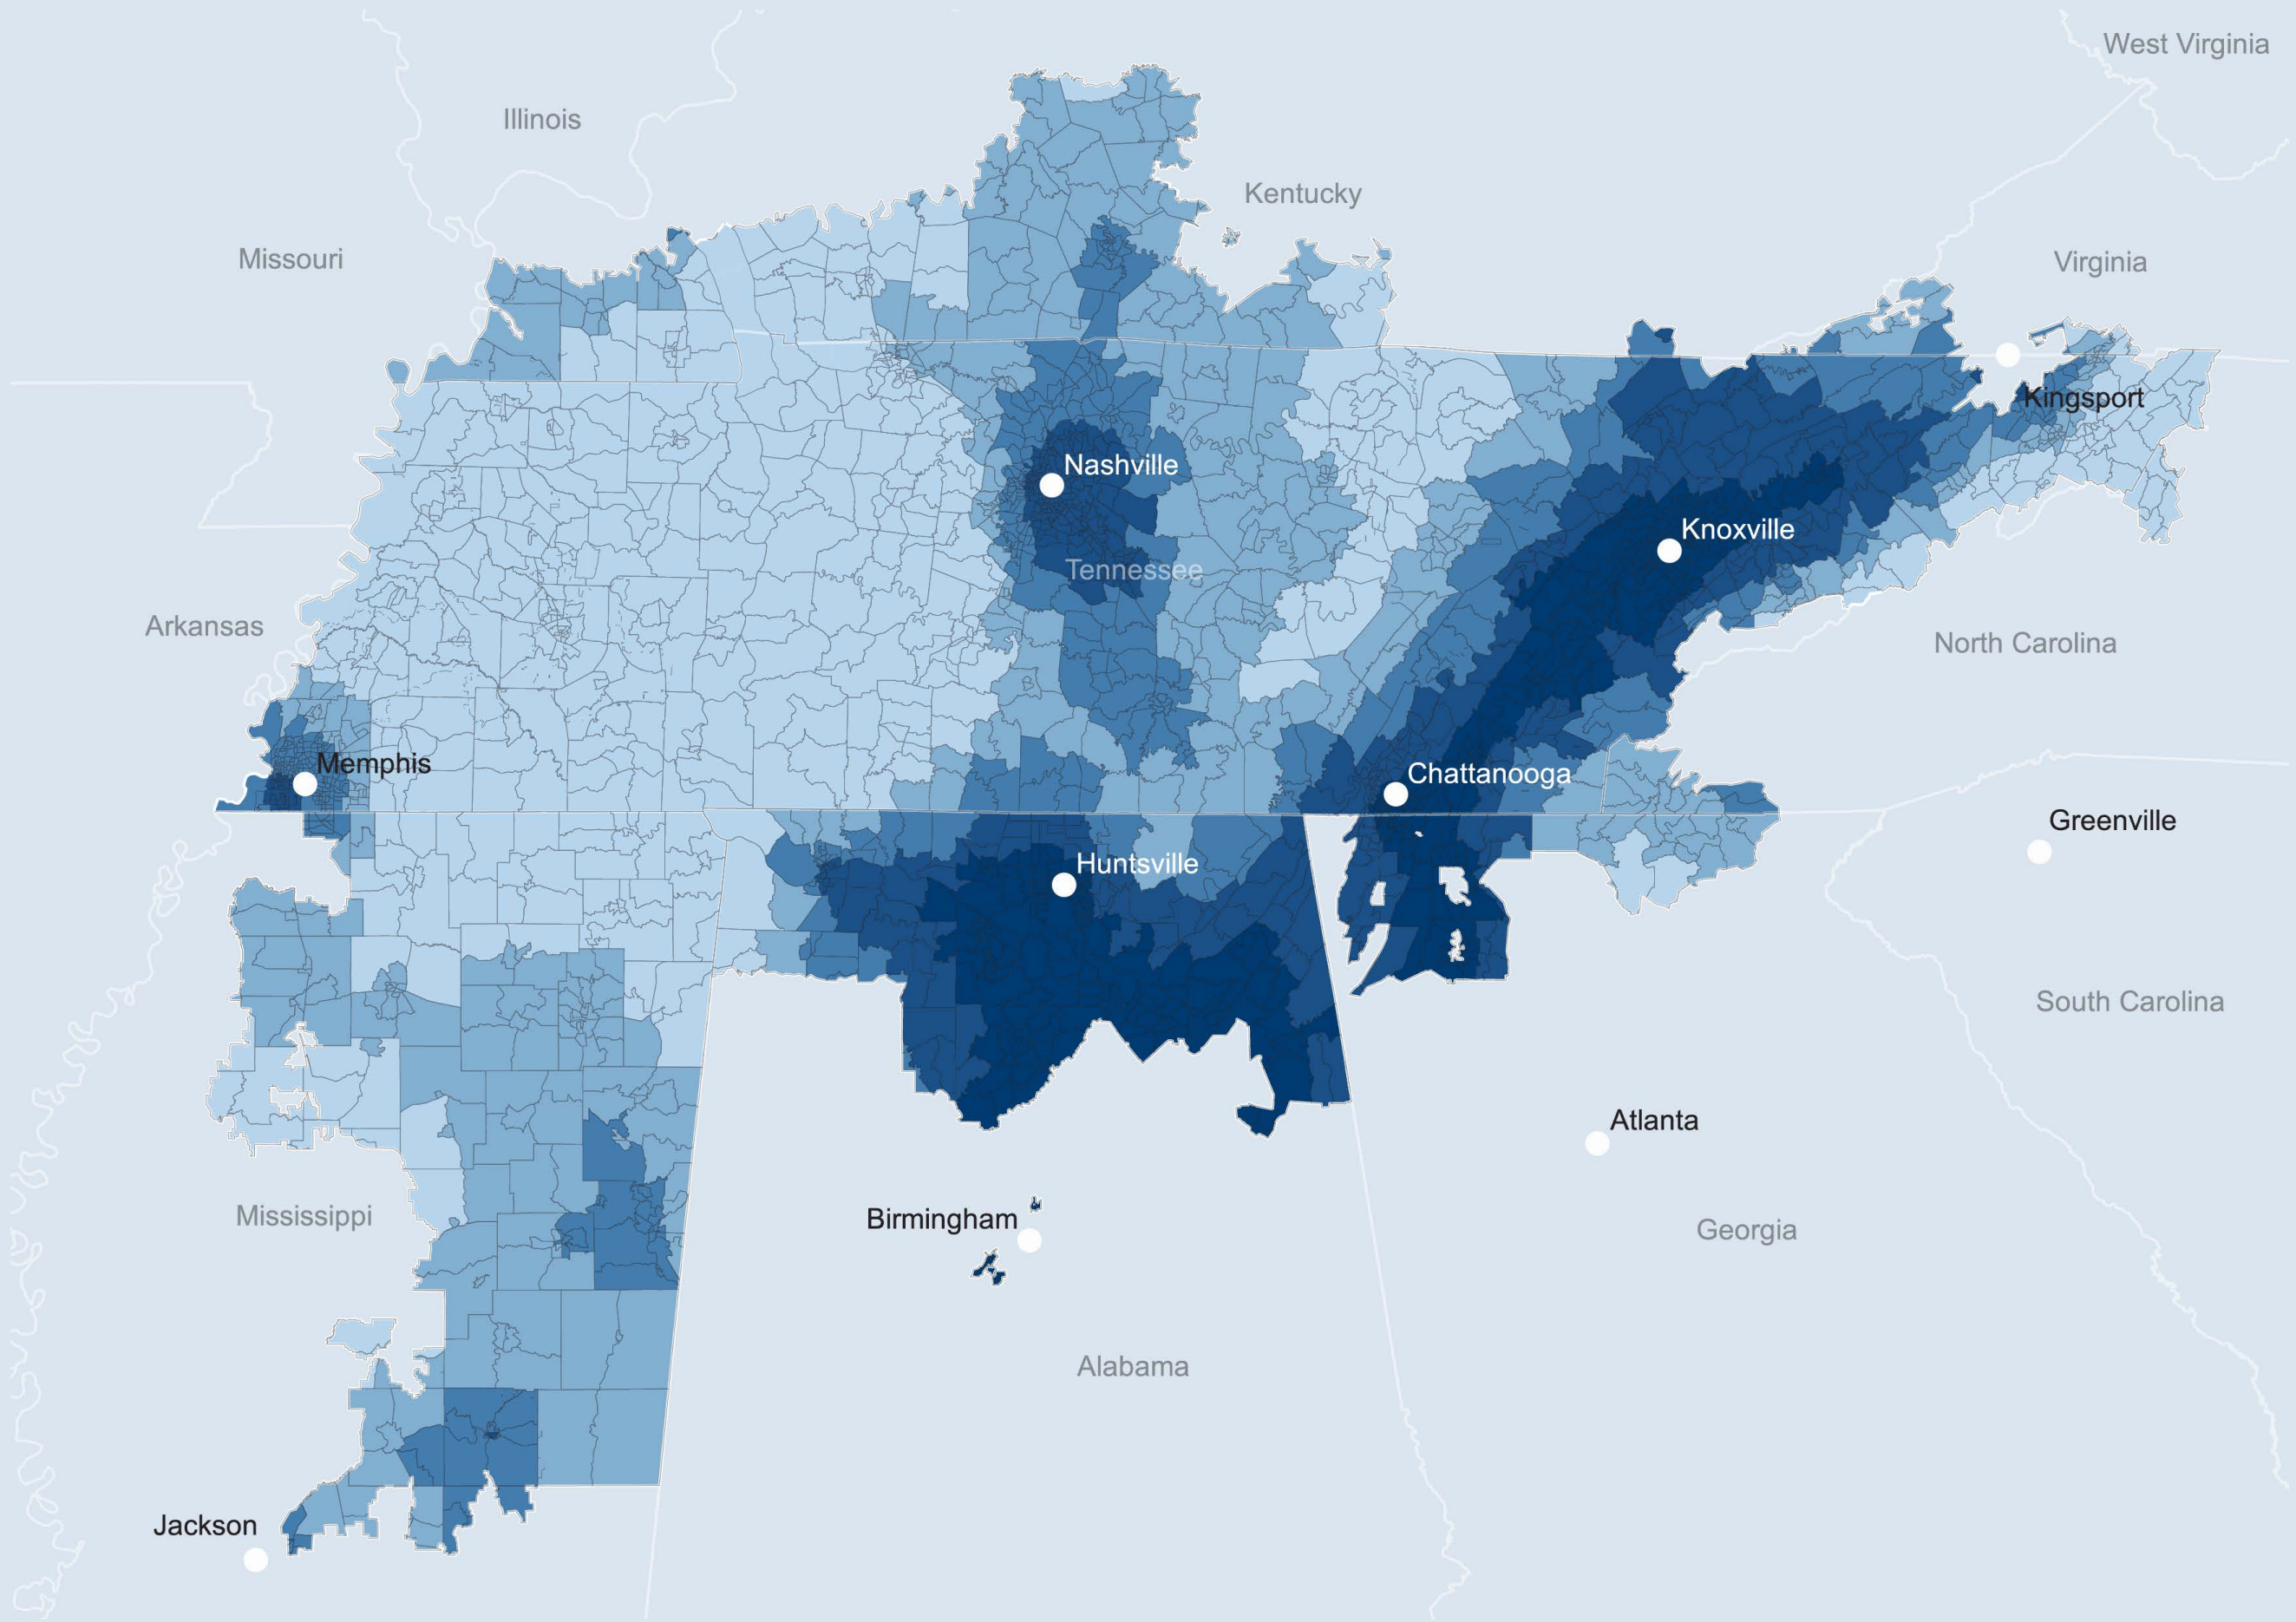 West Virginia
Illinois
Kentucky
Missouri
Virginia
Kingsport
Nashville
Knoxville
Tennessee
Arkansas
North Carolina
Memphis
Chattanooga
Greenville
Huntsville
South Carolina
Atlanta
Mississippi
Birmingham
Georgia
Alabama
Jackson